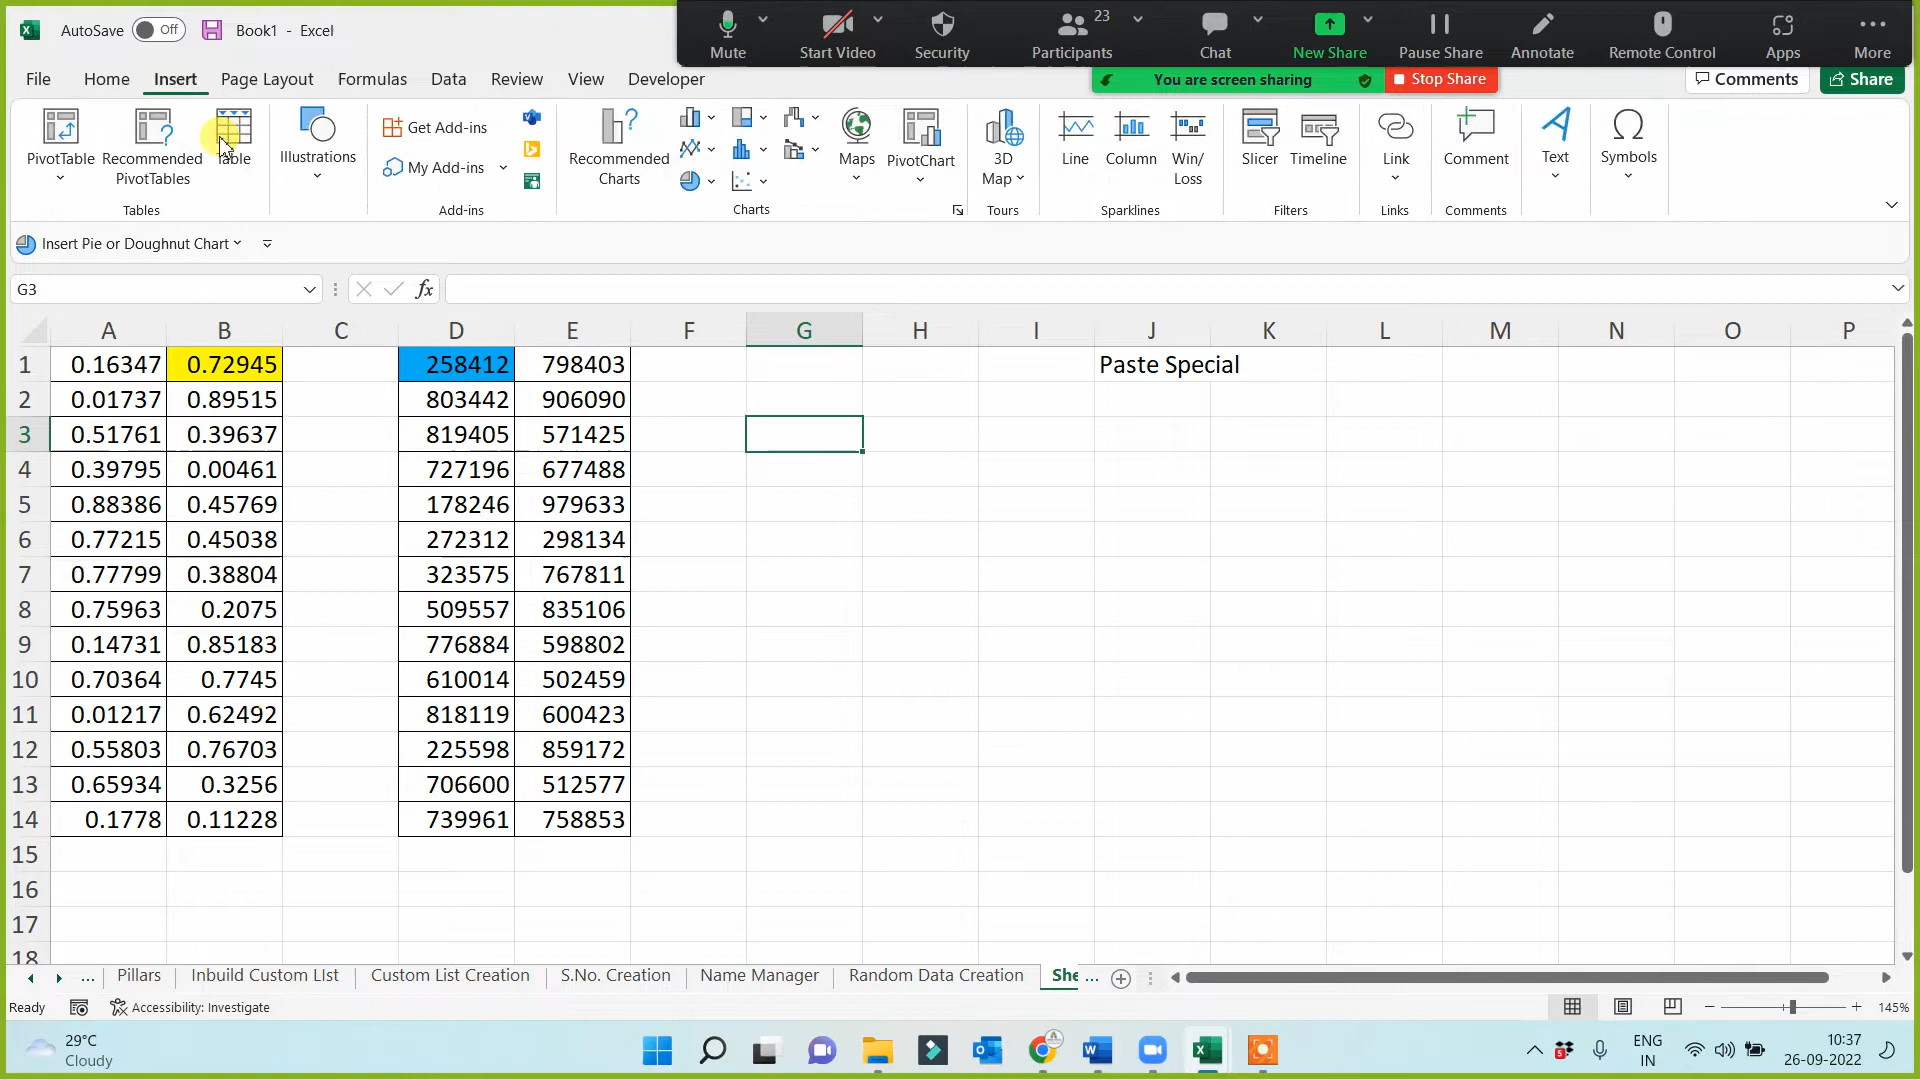 AutoSave Off Book1 - Excel
Mute Start Video Security Participants 23 Chat New Share Pause Share Annotate Remote Control Apps More
You are screen sharing Stop Share
File Home Insert Page Layout Formulas Data Review View Developer Comments Share
PivotTable Recommended PivotTables Table Illustrations Get Add-ins My Add-ins Recommended Charts Maps PivotChart 3D Map Line Column Win/Loss Slicer Timeline Link Comment Text Symbols
Tables Add-ins Charts Tours Sparklines Filters Links Comments
Insert Pie or Doughnut Chart
G3 fx
A B C D E F G H I J K L M N O P
1 0.16347 0.72945 258412 798403 Paste Special
2 0.01737 0.89515 803442 906090
3 0.51761 0.39637 819405 571425
4 0.39795 0.00461 727196 677488
5 0.88386 0.45769 178246 979633
6 0.77215 0.45038 272312 298134
7 0.77799 0.38804 323575 767811
8 0.75963 0.2075 509557 835106
9 0.14731 0.85183 776884 598802
10 0.70364 0.7745 610014 502459
11 0.01217 0.62492 818119 600423
12 0.55803 0.76703 225598 859172
13 0.65934 0.3256 706600 512577
14 0.1778 0.11228 739961 758853
15
16
17
18
... Pillars Inbuild Custom LIst Custom List Creation S.No. Creation Name Manager Random Data Creation She ...
Ready Accessibility: Investigate 145%
29°C ENG 10:37
Cloudy IN 26-09-2022